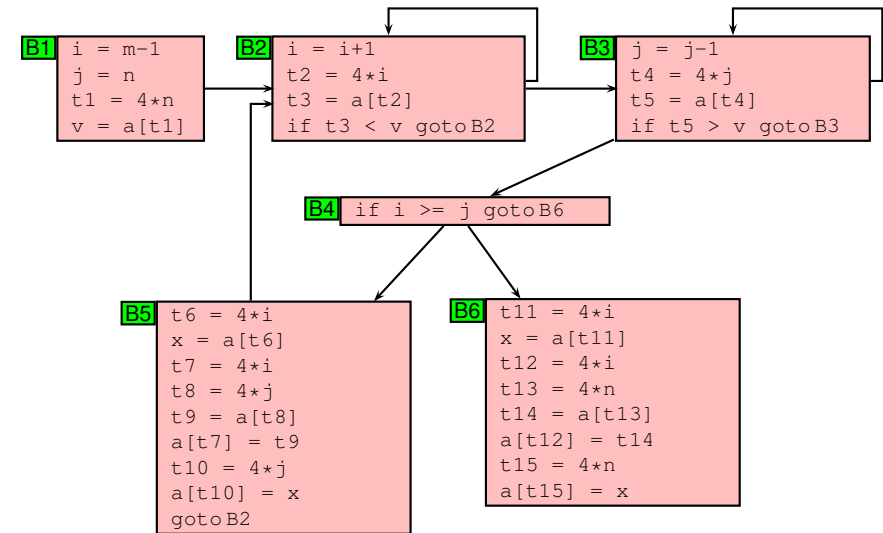 B1
i = m-1
j = n
t1 = 4*n
v = a[t1]
B2
i = i+1
t2 = 4*i
t3 = a[t2]
if t3 < v goto B2
B3
j = j-1
t4 = 4*j
t5 = a[t4]
if t5 > v goto B3
B4
if i >= j goto B6
B5
t6 = 4*i
x = a[t6]
t7 = 4*i
t8 = 4*j
t9 = a[t8]
a[t7] = t9
t10 = 4*j
a[t10] = x
goto B2
B6
t11 = 4*i
x = a[t11]
t12 = 4*i
t13 = 4*n
t14 = a[t13]
a[t12] = t14
t15 = 4*n
a[t15] = x